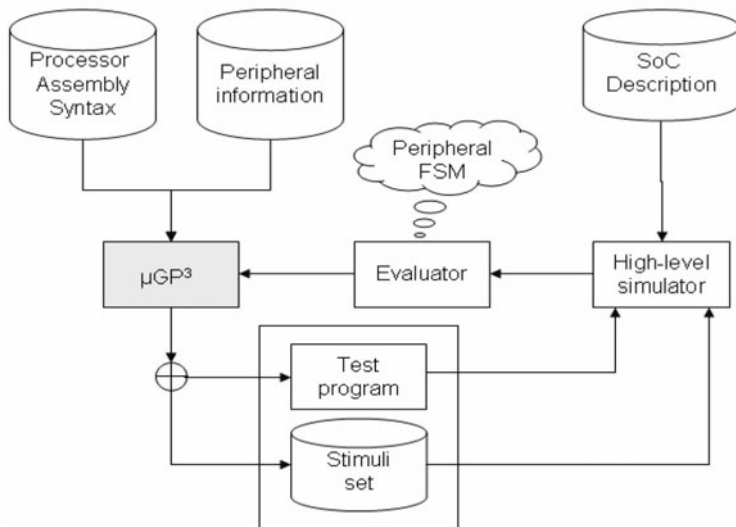 Processor
Assembly
Syntax
Peripheral
information
SoC
Description
Peripheral
FSM
µGP³
Evaluator
High-level
simulator
Test
program
Stimuli
set